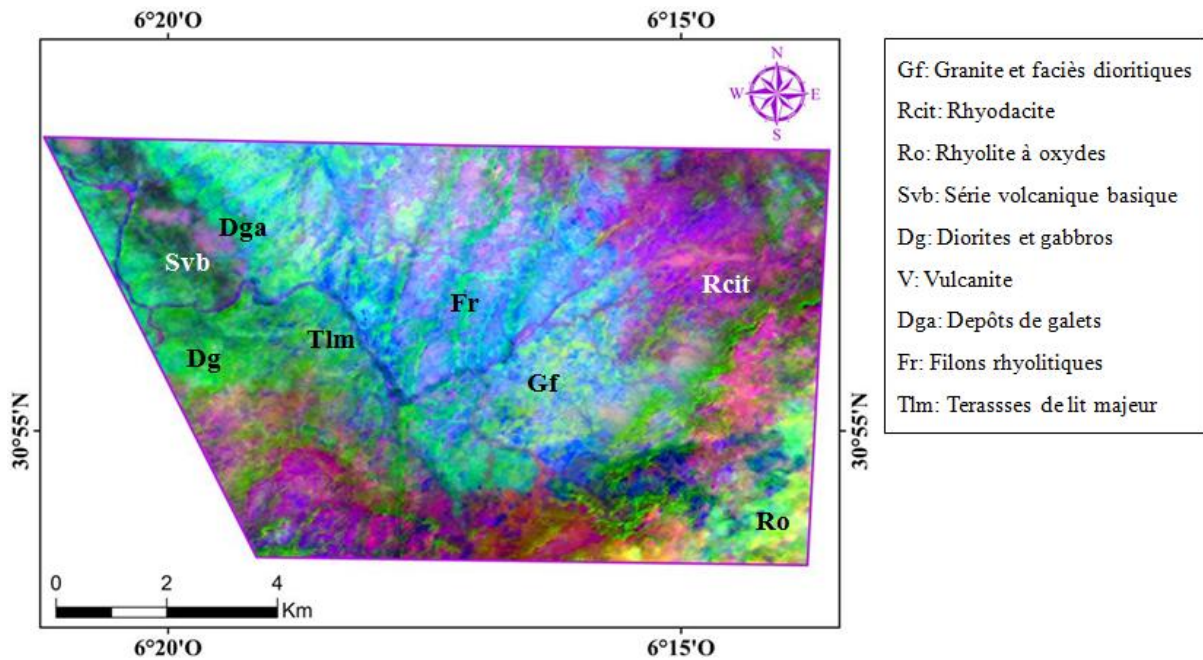 6°20'O 6°15'O
N
W E
S
Dga
Svb
Rcit
Fr
Tlm
Dg
Gf
30°55'N 30°55'N
Ro
0 2 4
Km
6°20'O 6°15'O
Gf: Granite et faciès dioritiques
Rcit: Rhyodacite
Ro: Rhyolite à oxydes
Svb: Série volcanique basique
Dg: Diorites et gabbros
V: Vulcanite
Dga: Depôts de galets
Fr: Filons rhyolitiques
Tlm: Terassses de lit majeur